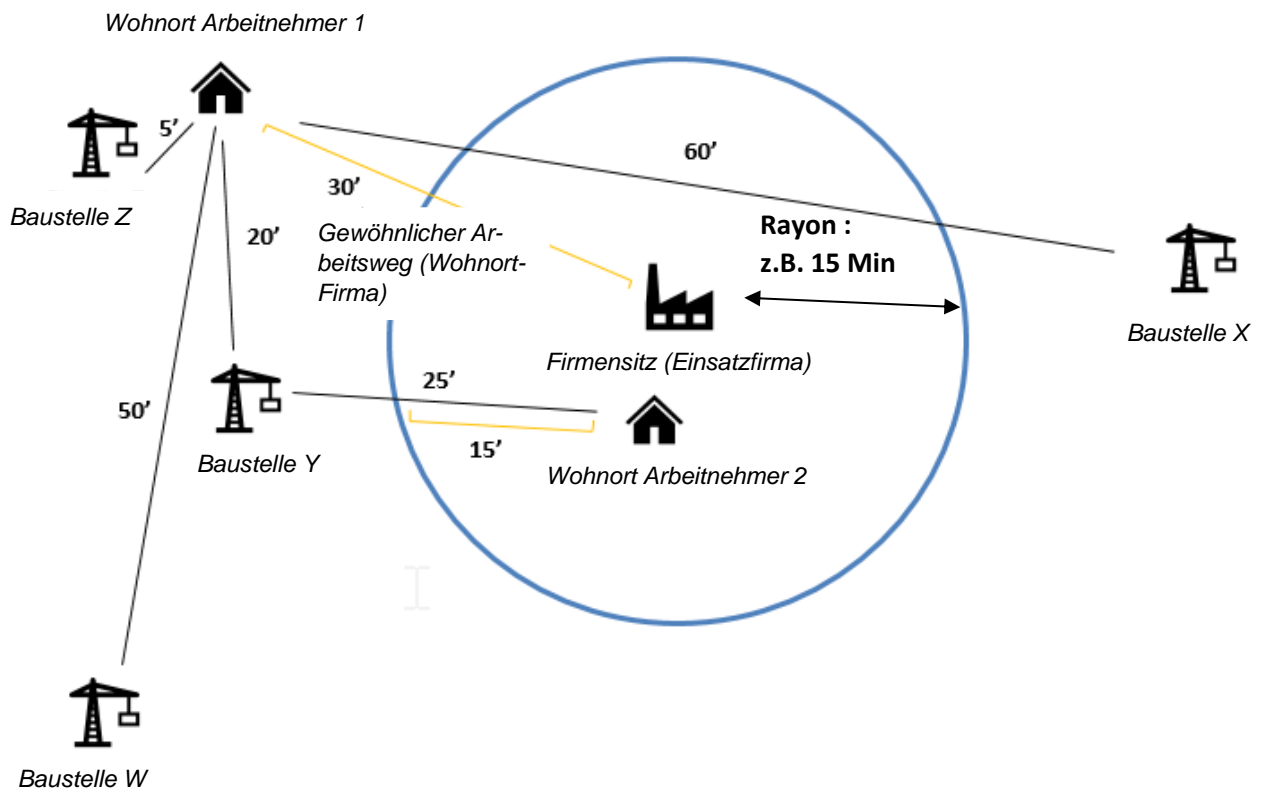 Wohnort Arbeitnehmer 1
5’
60’
Baustelle Z
30’
20’
Gewöhnlicher Ar-
beitsweg (Wohnort-
Firma)
Rayon :
z.B. 15 Min
Baustelle X
Firmensitz (Einsatzfirma)
25’
50’
15’
Baustelle Y
Wohnort Arbeitnehmer 2
Baustelle W